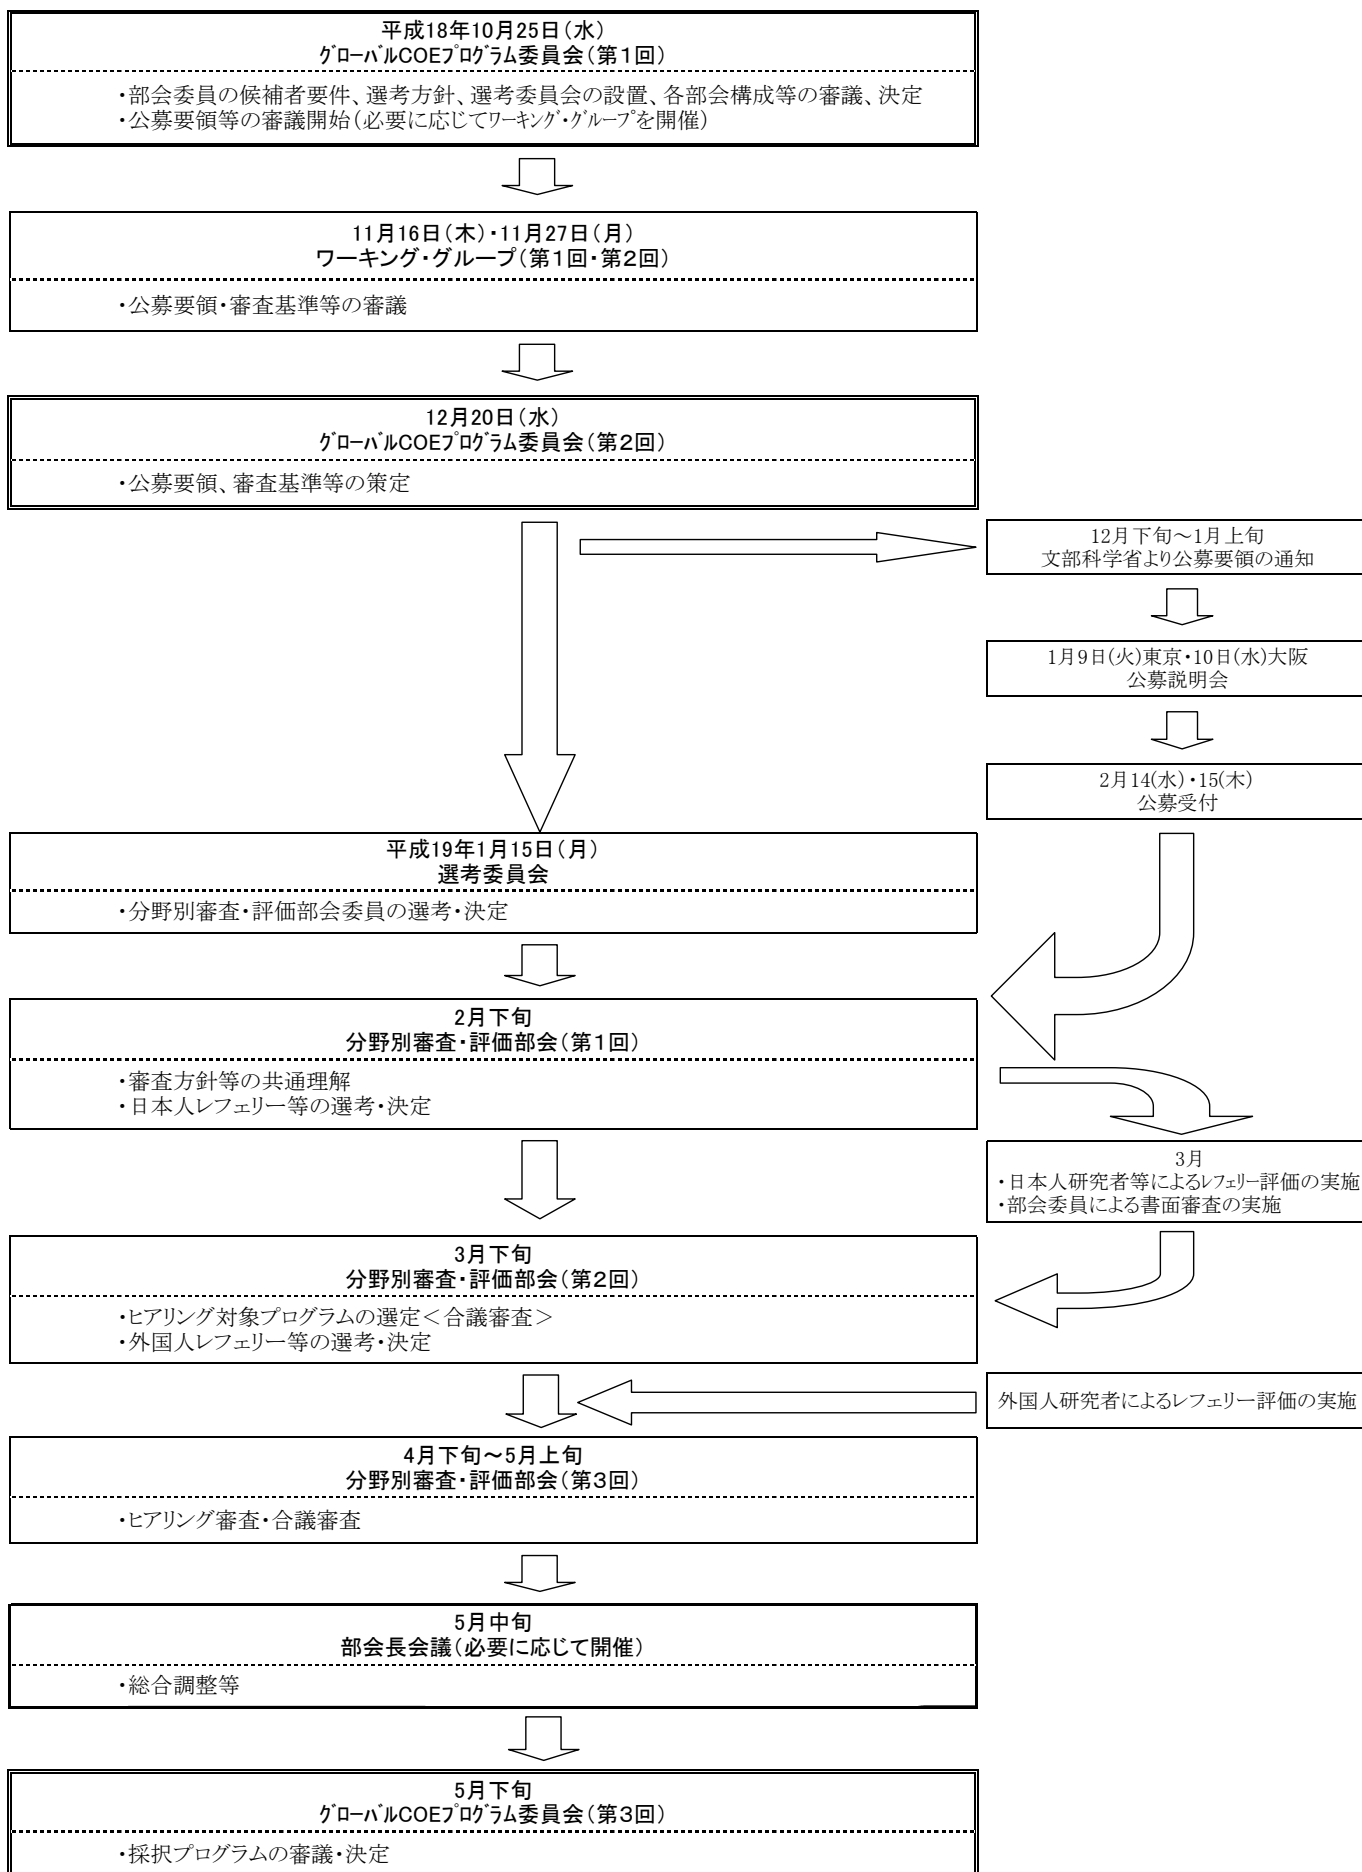 平成18年10月25日(水)
ｸﾞﾛｰﾊﾞﾙCOEﾌﾟﾛｸﾞﾗﾑ委員会(第1回)
・部会委員の候補者要件、選考方針、選考委員会の設置、各部会構成等の審議、決定
・公募要領等の審議開始(必要に応じてﾜｰｷﾝｸﾞ・ｸﾞﾙｰﾌﾟを開催)
11月16日(木)・11月27日(月)
ワーキング・グループ(第1回・第2回)
・公募要領・審査基準等の審議
12月20日(水)
ｸﾞﾛｰﾊﾞﾙCOEﾌﾟﾛｸﾞﾗﾑ委員会(第2回)
・公募要領、審査基準等の策定
12月下旬～1月上旬
文部科学省より公募要領の通知
1月9日(火)東京・10日(水)大阪
公募説明会
2月14(水)・15(木)
公募受付
平成19年1月15日(月)
選考委員会
・分野別審査・評価部会委員の選考・決定
2月下旬
分野別審査・評価部会(第1回)
・審査方針等の共通理解
・日本人レフェリー等の選考・決定
3月
・日本人研究者等によるﾚﾌｪﾘｰ評価の実施
・部会委員による書面審査の実施
3月下旬
分野別審査・評価部会(第2回)
・ヒアリング対象プログラムの選定＜合議審査＞
・外国人レフェリー等の選考・決定
外国人研究者によるレフェリー評価の実施
4月下旬～5月上旬
分野別審査・評価部会(第3回)
・ヒアリング審査・合議審査
5月中旬
部会長会議(必要に応じて開催)
・総合調整等
5月下旬
ｸﾞﾛｰﾊﾞﾙCOEﾌﾟﾛｸﾞﾗﾑ委員会(第3回)
・採択プログラムの審議・決定